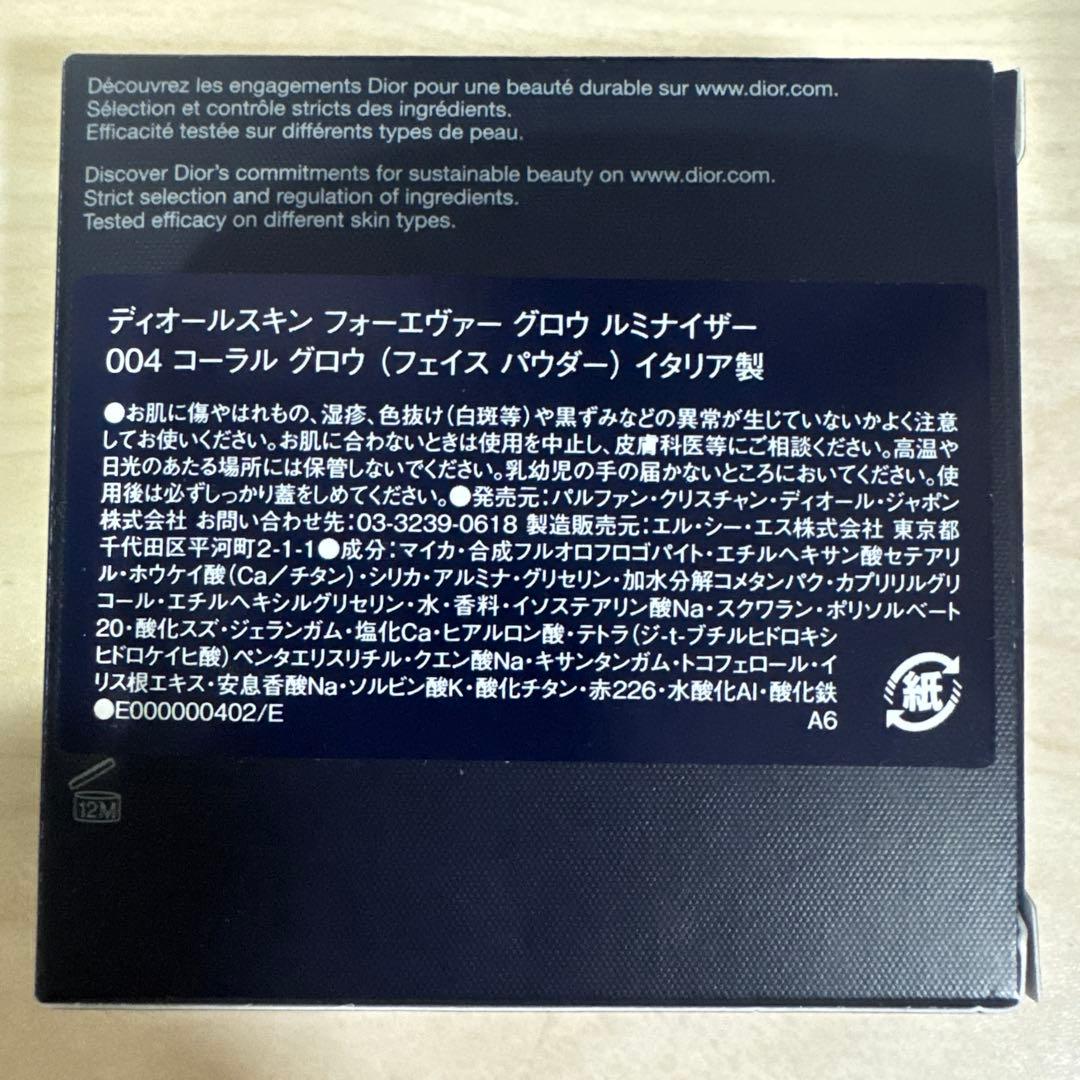 Découvrez les engagements Dior pour une beauté durable sur www.dior.com.
Sélection et contrôle stricts des ingrédients.
Efficacité testée sur différents types de peau.
Discover Dior's commitments for sustainable beauty on www.dior.com.
Strict selection and regulation of ingredients.
Tested efficacy on different skin types.
ディオールスキン フォーエヴァー グロウ ルミナイザー
004 コーラル グロウ (フェイス パウダー) イタリア製
●お肌に傷やはれもの、湿疹、色抜け(白斑等)や黒ずみなどの異常が生じていないかよく注意
してお使いください。お肌に合わないときは使用を中止し、皮膚科医等にご相談ください。高温や
日光のあたる場所には保管しないでください。乳幼児の手の届かないところにおいてください。使
用後は必ずしっかり蓋をしめてください。●発売元:パルファン・クリスチャン・ディオール・ジャポン
株式会社 お問い合わせ先:03-3239-0618 製造販売元:エル・シー・エス株式会社 東京都
千代田区平河町2-1-1●成分:マイカ・合成フルオロフロゴパイト・エチルヘキサン酸セテアリ
ル・ホウケイ酸(Ca/チタン)・シリカ・アルミナ・グリセリン・加水分解コメタンパク・カプリリルグリ
コール・エチルヘキシルグリセリン・水・香料・イソステアリン酸Na・スクワラン・ポリソルベート
20・酸化スズ・ジェランガム・塩化Ca・ヒアルロン酸・テトラ(ジ-t-ブチルヒドロキシ
ヒドロケイヒ酸)ペンタエリスリチル・クエン酸Na・キサンタンガム・トコフェロール・イ
リス根エキス・安息香酸Na・ソルビン酸K・酸化チタン・赤226・水酸化Al・酸化鉄
●E000000402/E A6
紙
12M